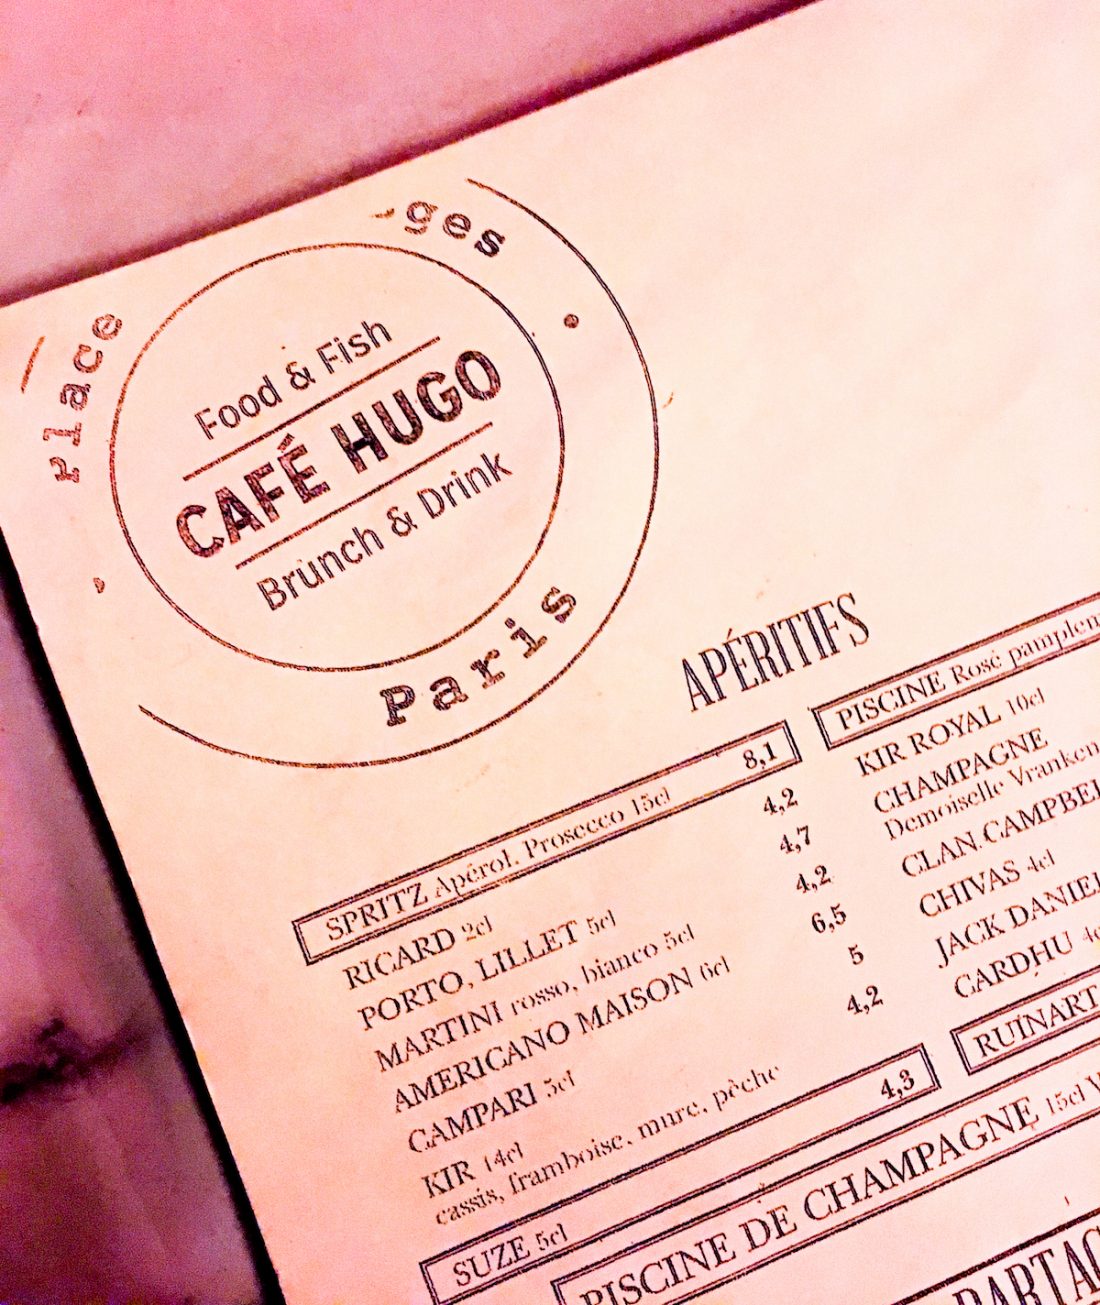 Place
ges
Food & Fish
CAFÉ HUGO
Brunch & Drink
Paris
APÉRITIFS
SPRITZ Apérol, Prosecco 15cl 8,1
RICARD 2cl 4,2
PORTO, LILLET 5cl 4,7
MARTINI rosso, bianco 5cl 4,2
AMERICANO MAISON 6cl 6,5
CAMPARI 5cl 5
KIR 14cl 4,2
cassis, framboise, mure, pèche
SUZE 5cl 4,3
PISCINE Rosé pamplem
KIR ROYAL 10cl
CHAMPAGNE
Demoiselle Vranken
CLAN CAMPBEL
CHIVAS 4cl
JACK DANIEL
CARDHU 4c
RUINART
PISCINE DE CHAMPAGNE 15cl
PARTAG